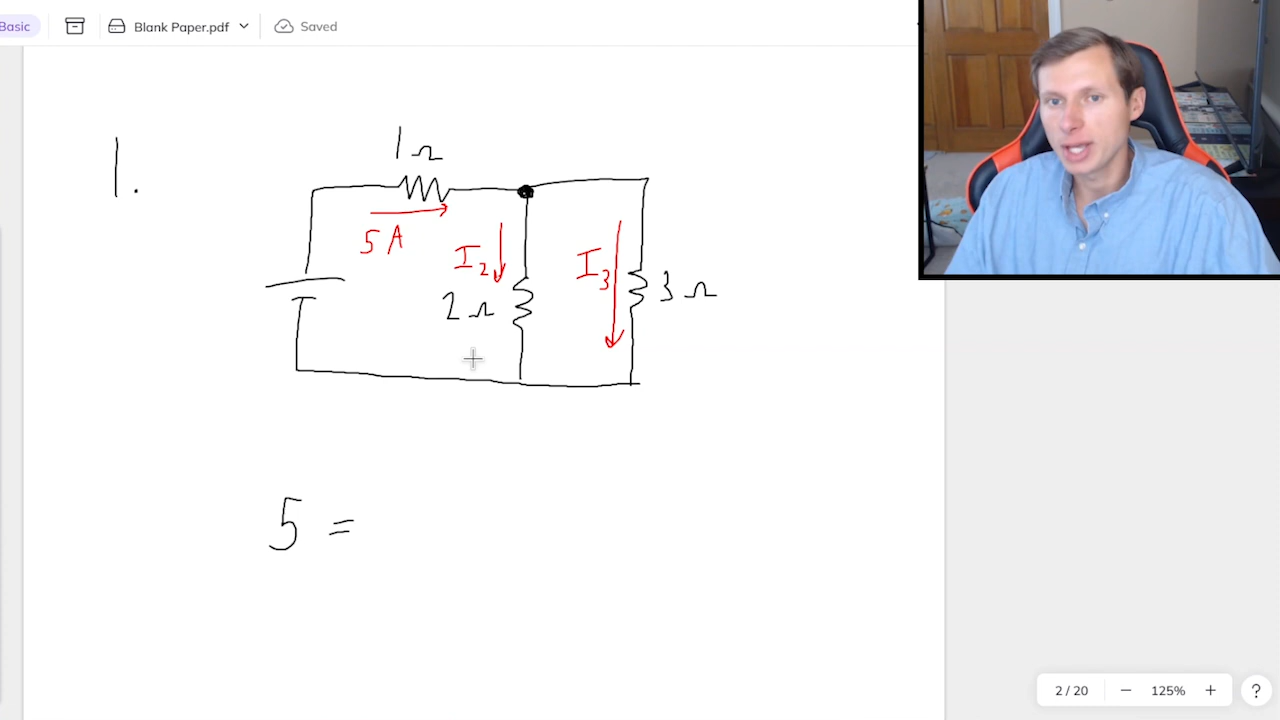 Basic Blank Paper.pdf Saved
1.
1 Ω
5 A
I2
2 Ω
I3
3 Ω
5 =
2 / 20 − 125% + ?